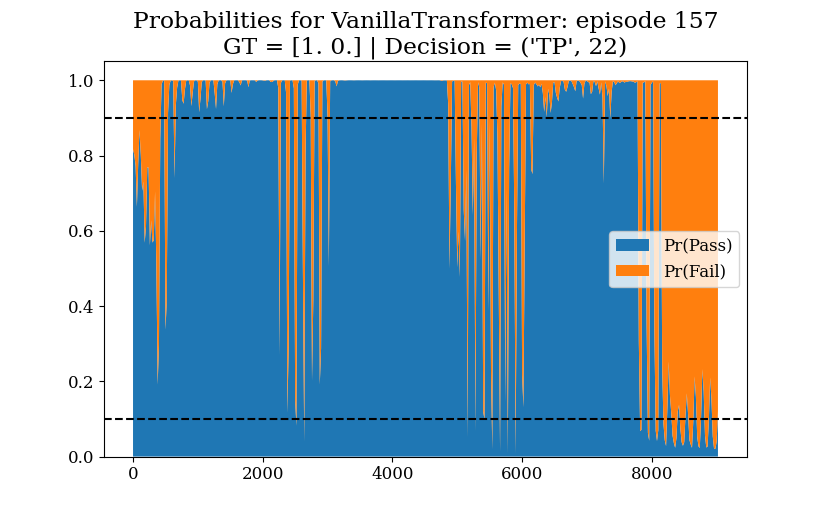 Probabilities for VanillaTransformer: episode 157
GT = [1. 0.] | Decision = ('TP', 22)
1.0
0.8
0.6
0.4
0.2
0.0
Pr(Pass)
Pr(Fail)
0 2000 4000 6000 8000